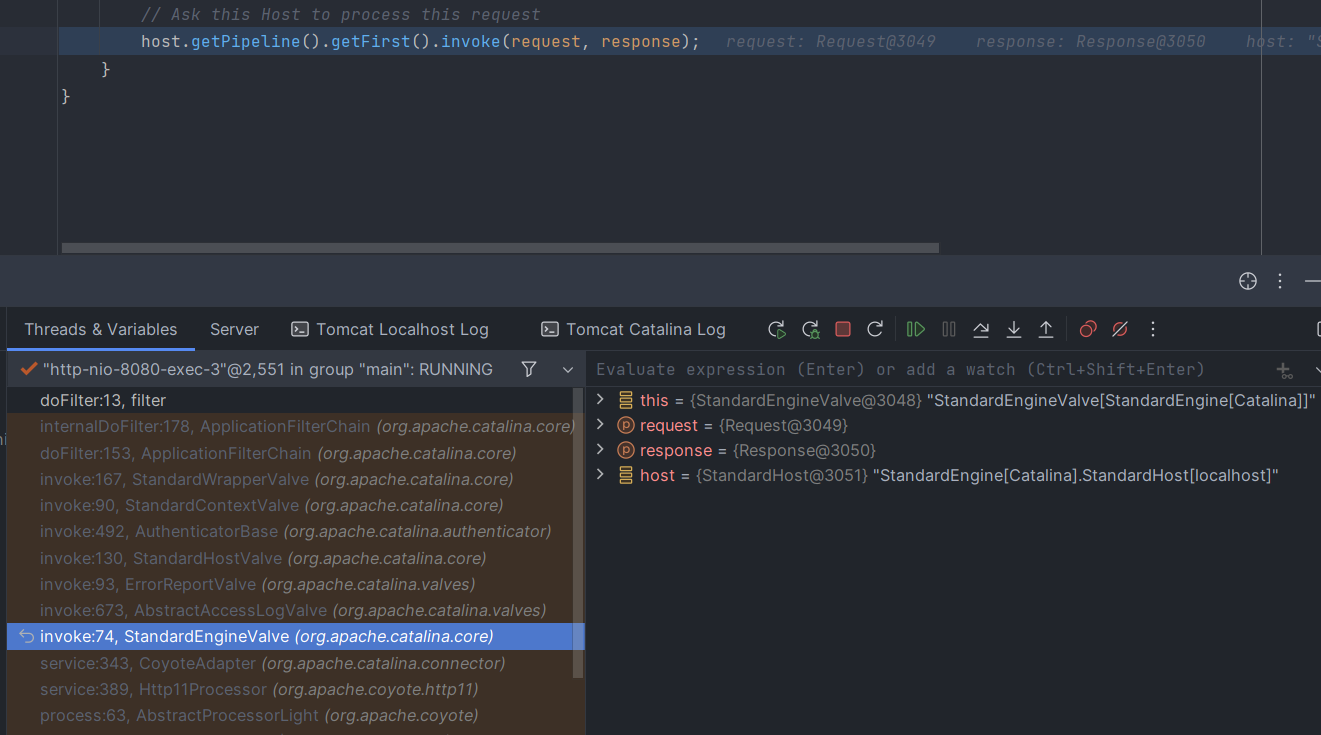 // Ask this Host to process this request
host.getPipeline().getFirst().invoke(request, response);   request: Request@3049   response: Response@3050   host: "S
}
}
Threads & Variables   Server   Tomcat Localhost Log   Tomcat Catalina Log
"http-nio-8080-exec-3"@2,551 in group "main": RUNNING
Evaluate expression (Enter) or add a watch (Ctrl+Shift+Enter)
doFilter:13, filter
internalDoFilter:178, ApplicationFilterChain (org.apache.catalina.core)
doFilter:153, ApplicationFilterChain (org.apache.catalina.core)
invoke:167, StandardWrapperValve (org.apache.catalina.core)
invoke:90, StandardContextValve (org.apache.catalina.core)
invoke:492, AuthenticatorBase (org.apache.catalina.authenticator)
invoke:130, StandardHostValve (org.apache.catalina.core)
invoke:93, ErrorReportValve (org.apache.catalina.valves)
invoke:673, AbstractAccessLogValve (org.apache.catalina.valves)
invoke:74, StandardEngineValve (org.apache.catalina.core)
service:343, CoyoteAdapter (org.apache.catalina.connector)
service:389, Http11Processor (org.apache.coyote.http11)
process:63, AbstractProcessorLight (org.apache.coyote)
this = {StandardEngineValve@3048} "StandardEngineValve[StandardEngine[Catalina]]"
request = {Request@3049}
response = {Response@3050}
host = {StandardHost@3051} "StandardEngine[Catalina].StandardHost[localhost]"